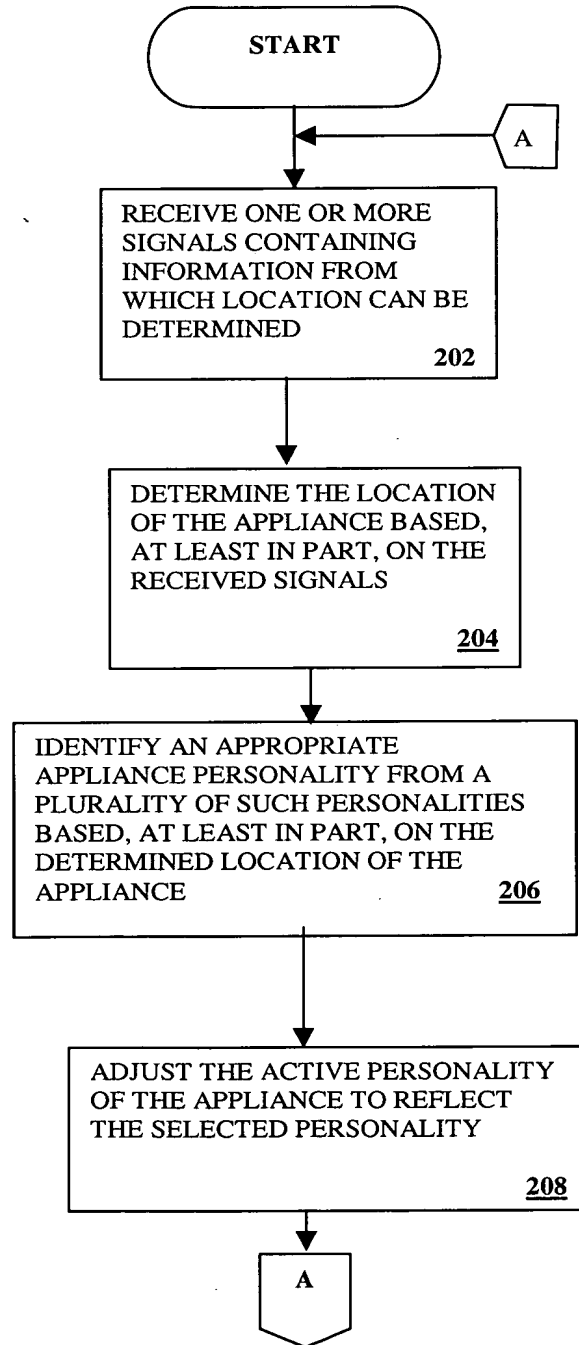 START
A
RECEIVE ONE OR MORE
SIGNALS CONTAINING
INFORMATION FROM
WHICH LOCATION CAN BE
DETERMINED
202
DETERMINE THE LOCATION
OF THE APPLIANCE BASED,
AT LEAST IN PART, ON THE
RECEIVED SIGNALS
204
IDENTIFY AN APPROPRIATE
APPLIANCE PERSONALITY FROM A
PLURALITY OF SUCH PERSONALITIES
BASED, AT LEAST IN PART, ON THE
DETERMINED LOCATION OF THE
APPLIANCE
206
ADJUST THE ACTIVE PERSONALITY
OF THE APPLIANCE TO REFLECT
THE SELECTED PERSONALITY
208
A